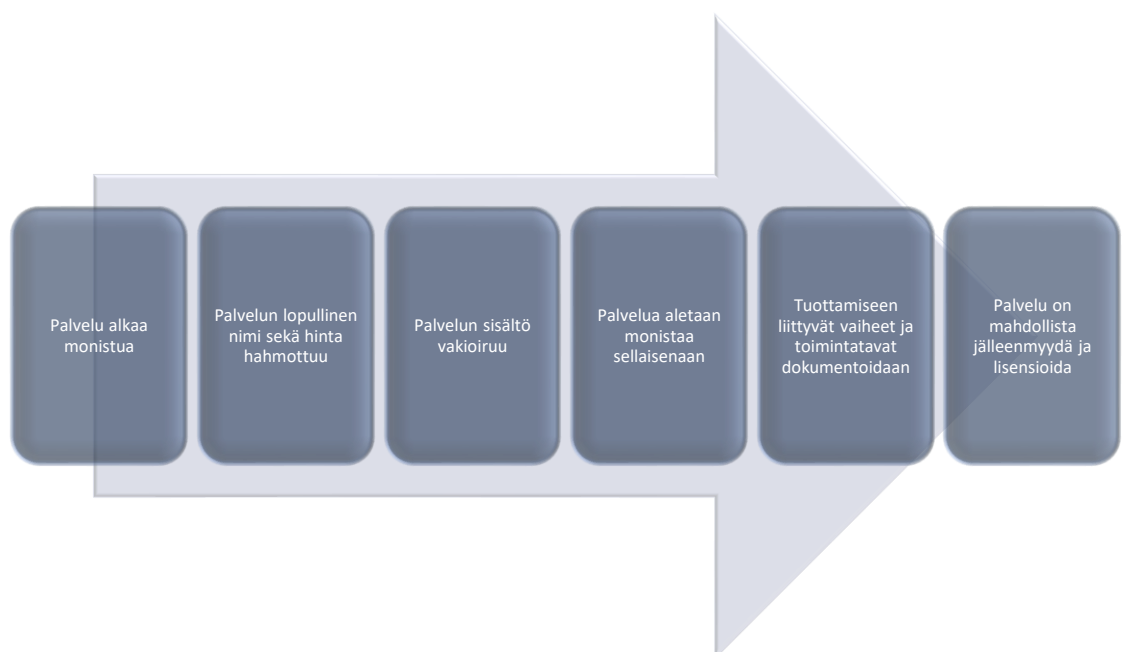 Palvelu alkaa
monistua
Palvelun lopullinen
nimi sekä hinta
hahmottuu
Palvelun sisältö
vakioiruu
Palvelua aletaan
monistaa
sellaisenaan
Tuottamiseen
liittyvät vaiheet ja
toimintatavat
dokumentoidaan
Palvelu on
mahdollista
jälleenmyydä ja
lisensioida